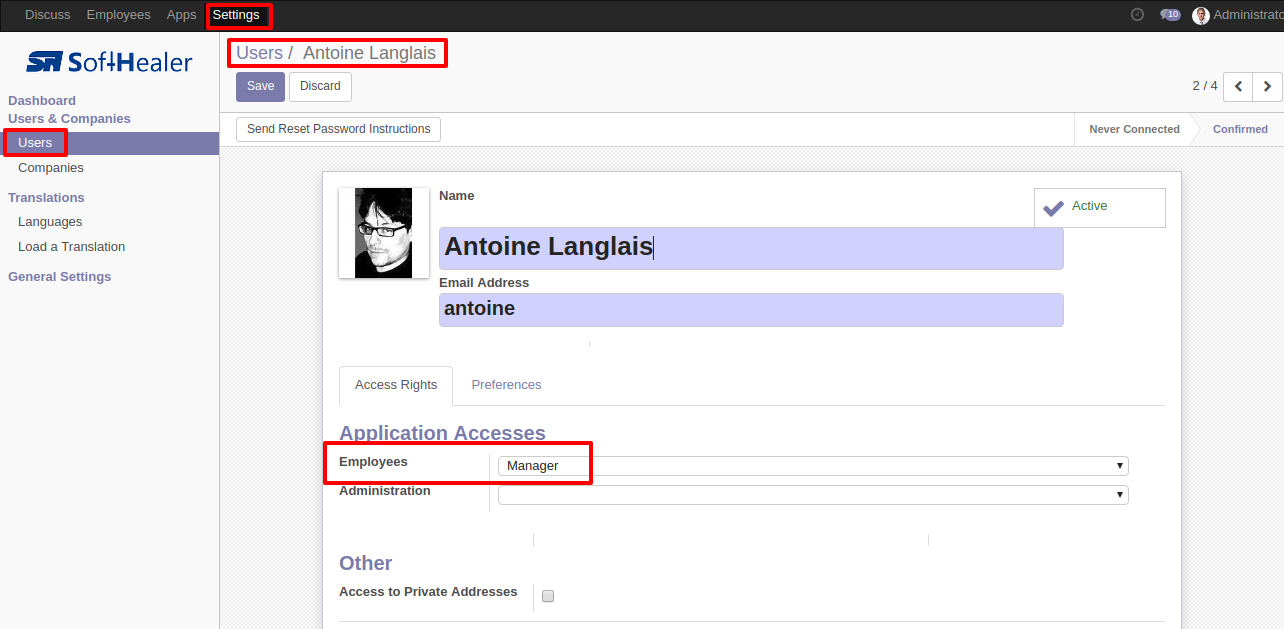 Discuss Employees Apps Settings 10 Administrato
SoftHealer
Users / Antoine Langlais
Save Discard 2 / 4
Dashboard
Users & Companies
Users
Companies
Translations
Languages
Load a Translation
General Settings
Send Reset Password Instructions Never Connected Confirmed
Name
Active
Antoine Langlais
Email Address
antoine
Access Rights Preferences
Application Accesses
Employees Manager
Administration
Other
Access to Private Addresses